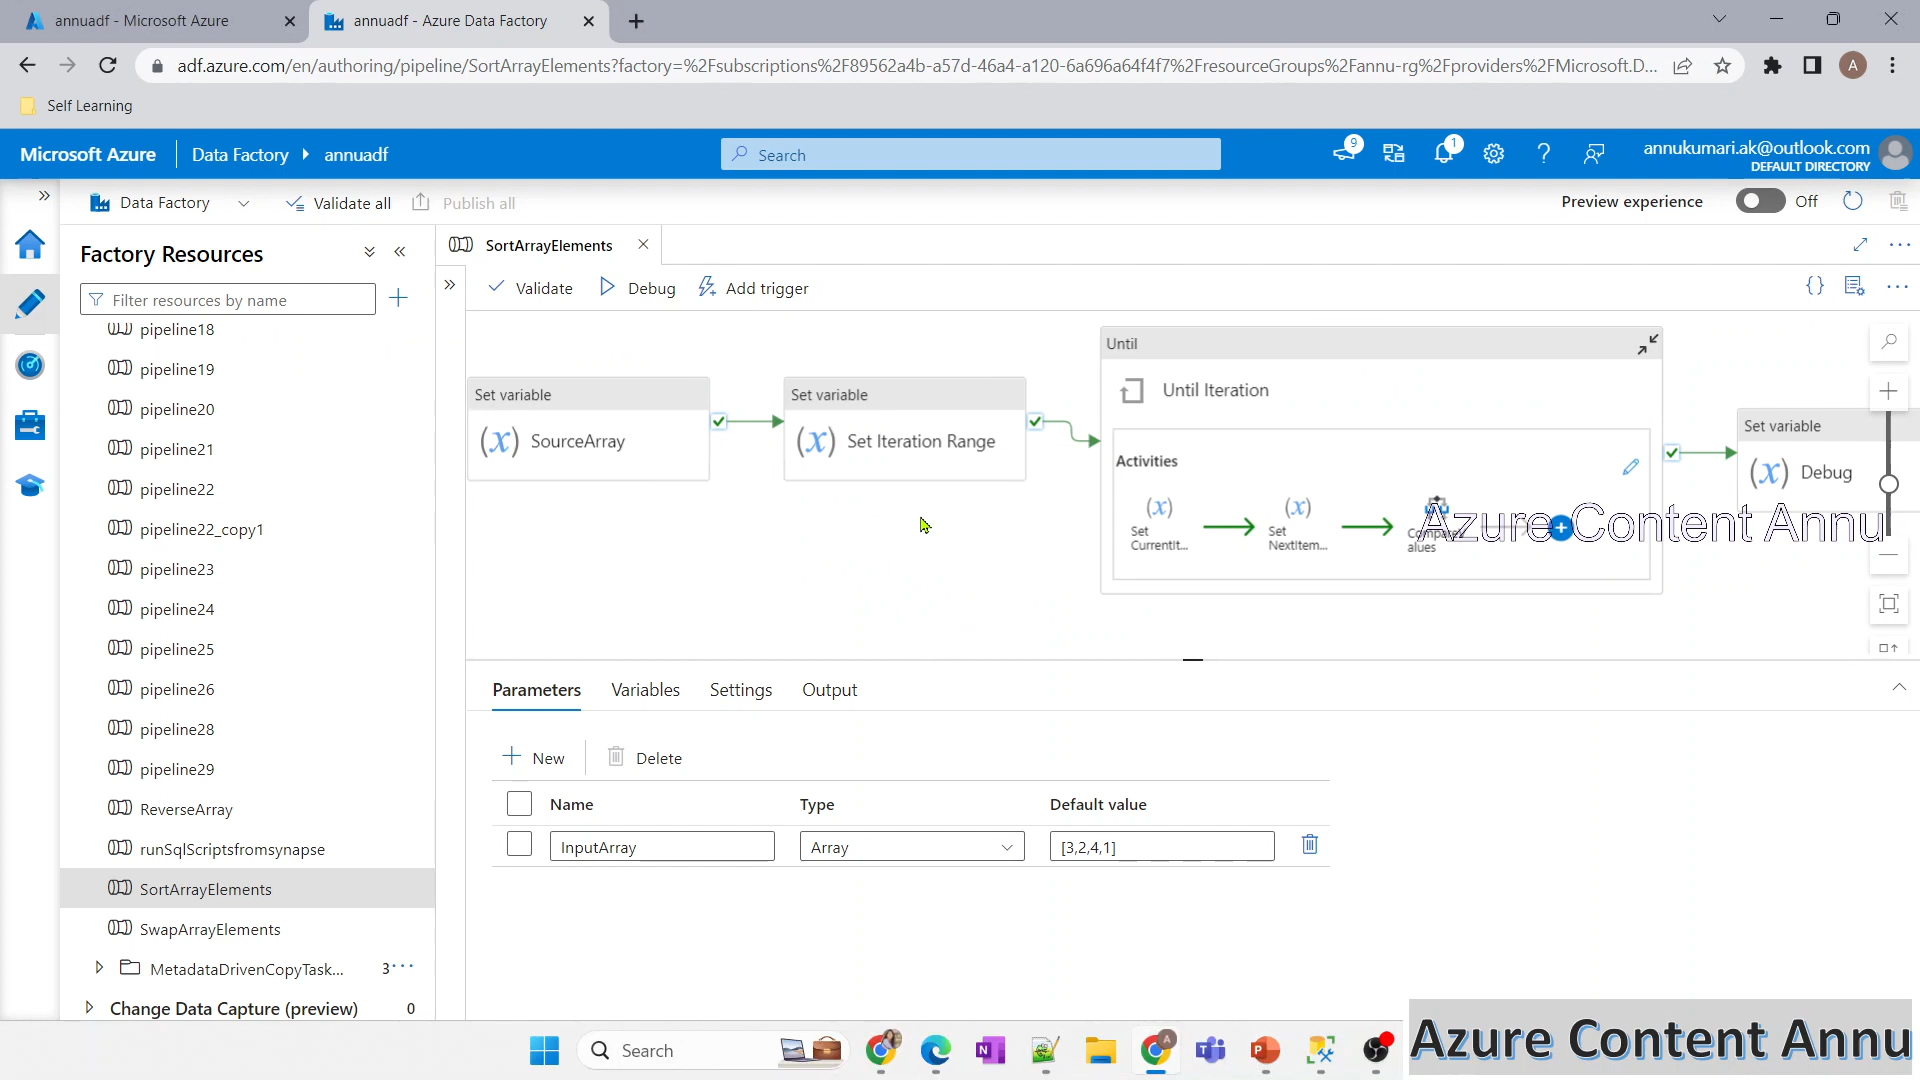 annuadf - Microsoft Azure
annuadf - Azure Data Factory
adf.azure.com/en/authoring/pipeline/SortArrayElements?factory=%2Fsubscriptions%2F89562a4b-a57d-46a4-a120-6a696a64f4f7%2FresourceGroups%2Fannu-rg%2Fproviders%2FMicrosoft.D...
A
Self Learning
Microsoft Azure
Data Factory
annuadf
Search
9
1
annukumari.ak@outlook.com
DEFAULT DIRECTORY
Data Factory
Validate all
Publish all
Preview experience
Off
Factory Resources
Filter resources by name
pipeline18
pipeline19
pipeline20
pipeline21
pipeline22
pipeline22_copy1
pipeline23
pipeline24
pipeline25
pipeline26
pipeline28
pipeline29
ReverseArray
runSqlScriptsfromsynapse
SortArrayElements
SwapArrayElements
MetadataDrivenCopyTask...
3
Change Data Capture (preview)
0
SortArrayElements
Validate
Debug
Add trigger
Set variable
(x) SourceArray
Set variable
(x) Set Iteration Range
Until
Until Iteration
Activities
(x)
Set
CurrentIt...
(x)
Set
NextItem...
alues
Set variable
(x) Debug
Azure Content Annu
Parameters
Variables
Settings
Output
New
Delete
Name
Type
Default value
InputArray
Array
[3,2,4,1]
Search
A
Azure Content Annu